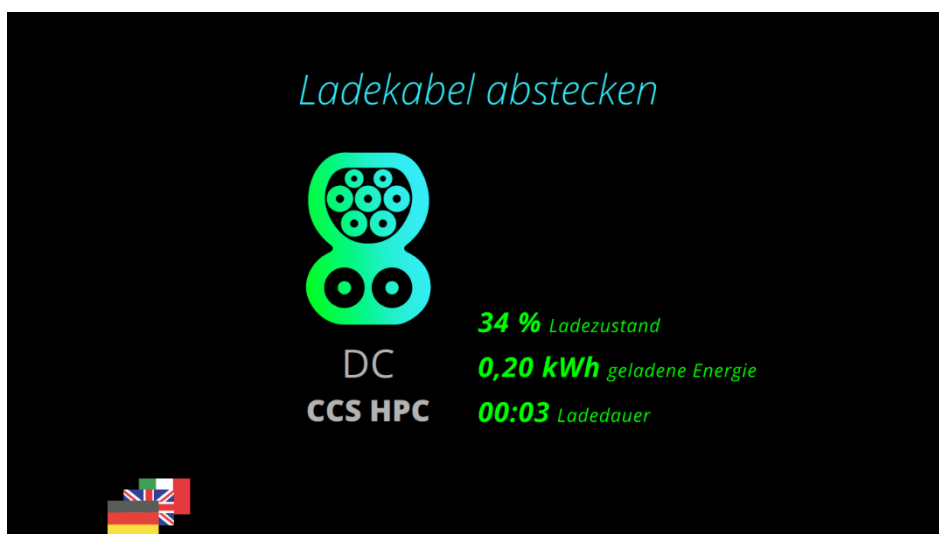 Ladekabel abstecken
34 % Ladezustand
DC
0,20 kWh geladene Energie
CCS HPC
00:03 Ladedauer